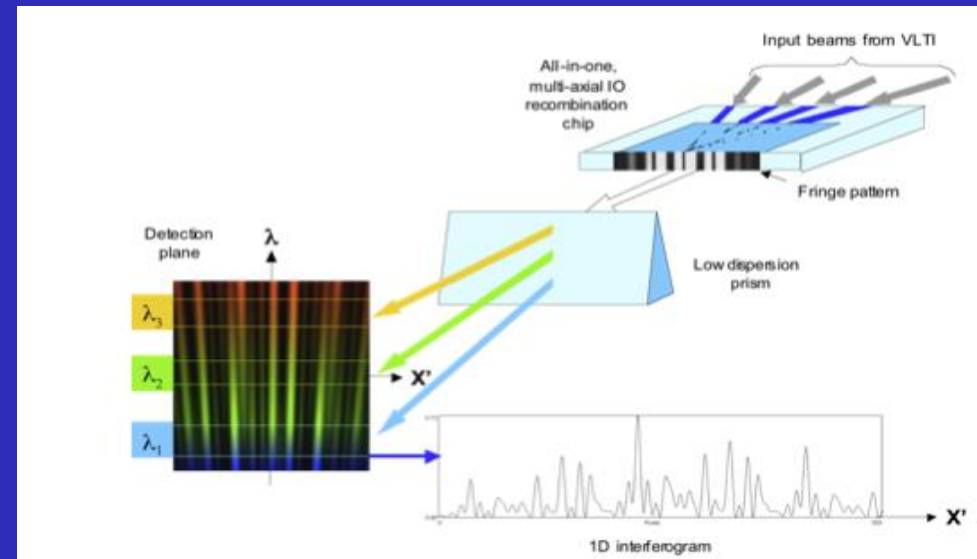 Input beams from VLTI
All-in-one,
multi-axial IO
recombination
chip
Fringe pattern
Detection
plane
λ
Low dispersion
prism
λ3
λ2
X'
λ1
X'
1D interferogram